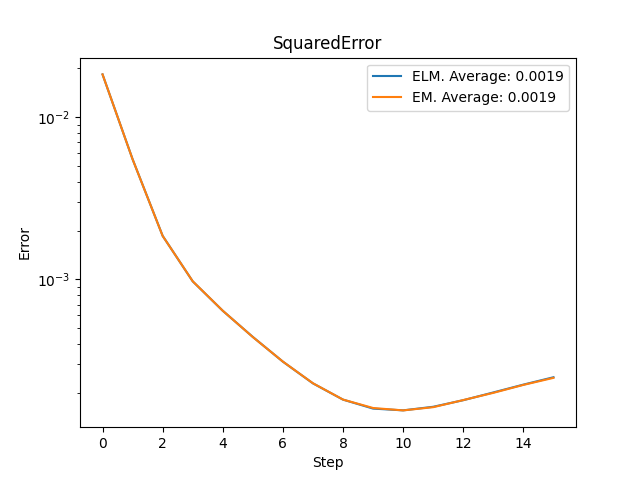 SquaredError
ELM. Average: 0.0019
EM. Average: 0.0019
10⁻²
10⁻³
Error
0 2 4 6 8 10 12 14
Step